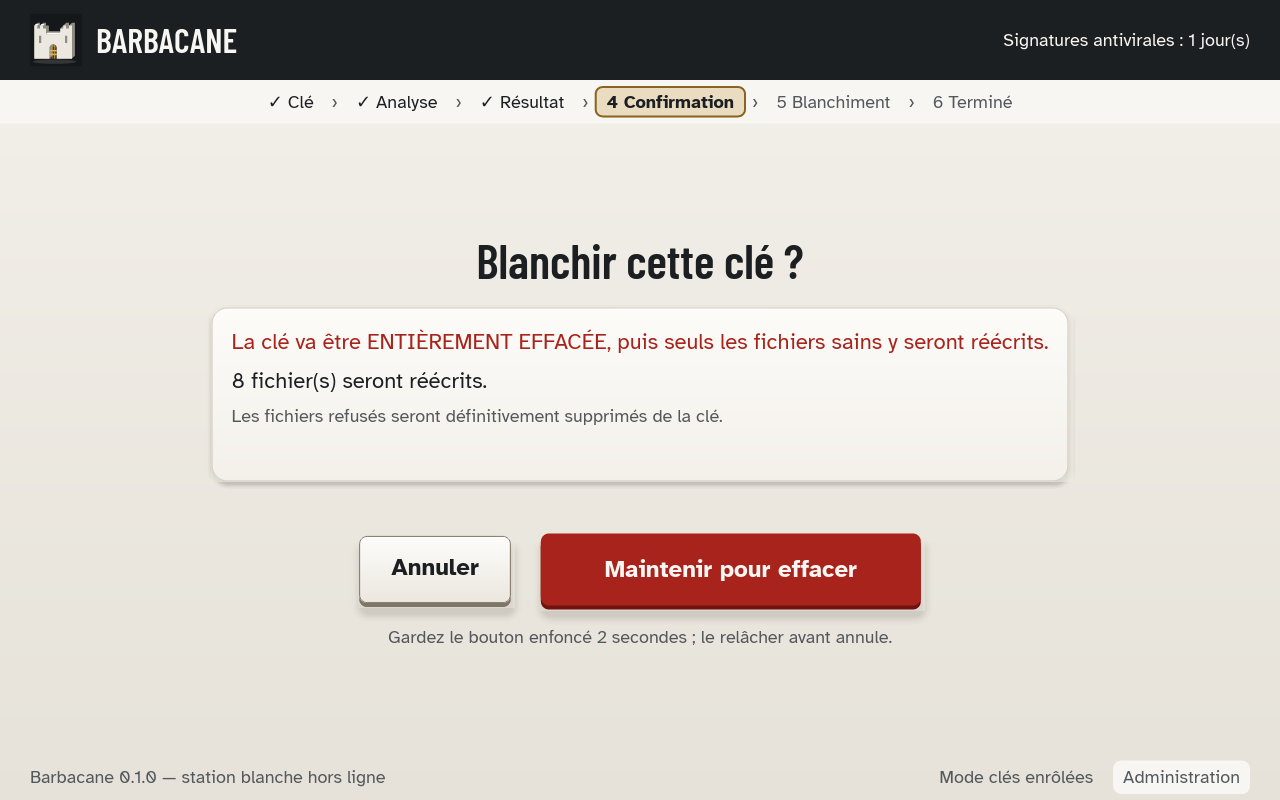 BARBACANE
Signatures antivirales : 1 jour(s)
✓ Clé › ✓ Analyse › ✓ Résultat › 4 Confirmation › 5 Blanchiment › 6 Terminé
Blanchir cette clé ?
La clé va être ENTIÈREMENT EFFACÉE, puis seuls les fichiers sains y seront réécrits.
8 fichier(s) seront réécrits.
Les fichiers refusés seront définitivement supprimés de la clé.
Annuler
Maintenir pour effacer
Gardez le bouton enfoncé 2 secondes ; le relâcher avant annule.
Barbacane 0.1.0 — station blanche hors ligne
Mode clés enrôlées
Administration